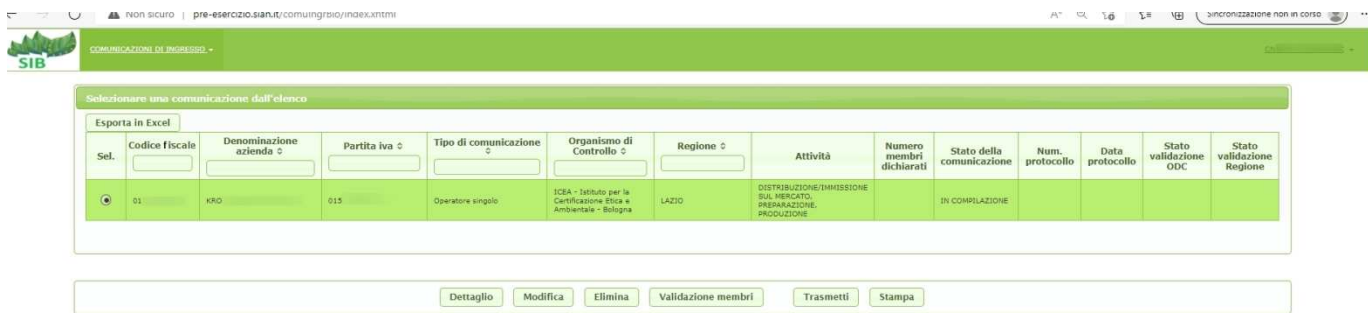 Non sicuro | pre-esercizio.sian.it/comuIngrBio/index.xhtml
Sincronizzazione non in corso
SIB
COMUNICAZIONI DI INGRESSO
Selezionare una comunicazione dall'elenco
Esporta in Excel
Sel.
Codice fiscale
Denominazione azienda
Partita iva
Tipo di comunicazione
Organismo di Controllo
Regione
Attività
Numero membri dichiarati
Stato della comunicazione
Num. protocollo
Data protocollo
Stato validazione ODC
Stato validazione Regione
01
KRO
015
Operatore singolo
ICEA - Istituto per la
Certificazione Etica e
Ambientale - Bologna
LAZIO
DISTRIBUZIONE/IMMISSIONE
SUL MERCATO,
PREPARAZIONE,
PRODUZIONE
IN COMPILAZIONE
Dettaglio Modifica Elimina Validazione membri Trasmetti Stampa